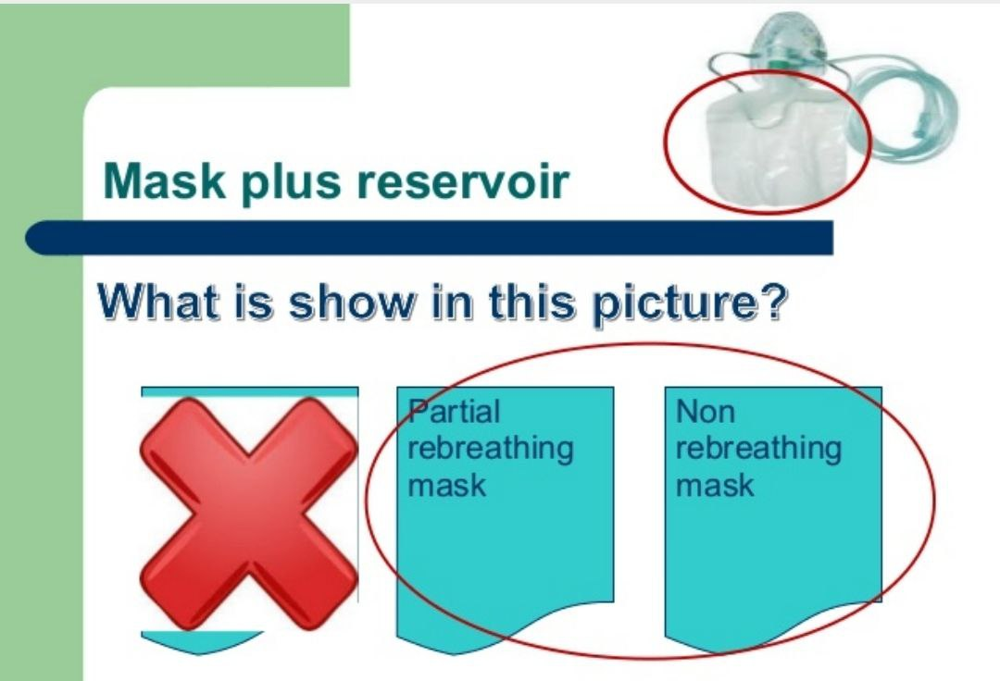 Mask plus reservoir
What is show in this picture?
Partial
rebreathing
mask
Non
rebreathing
mask